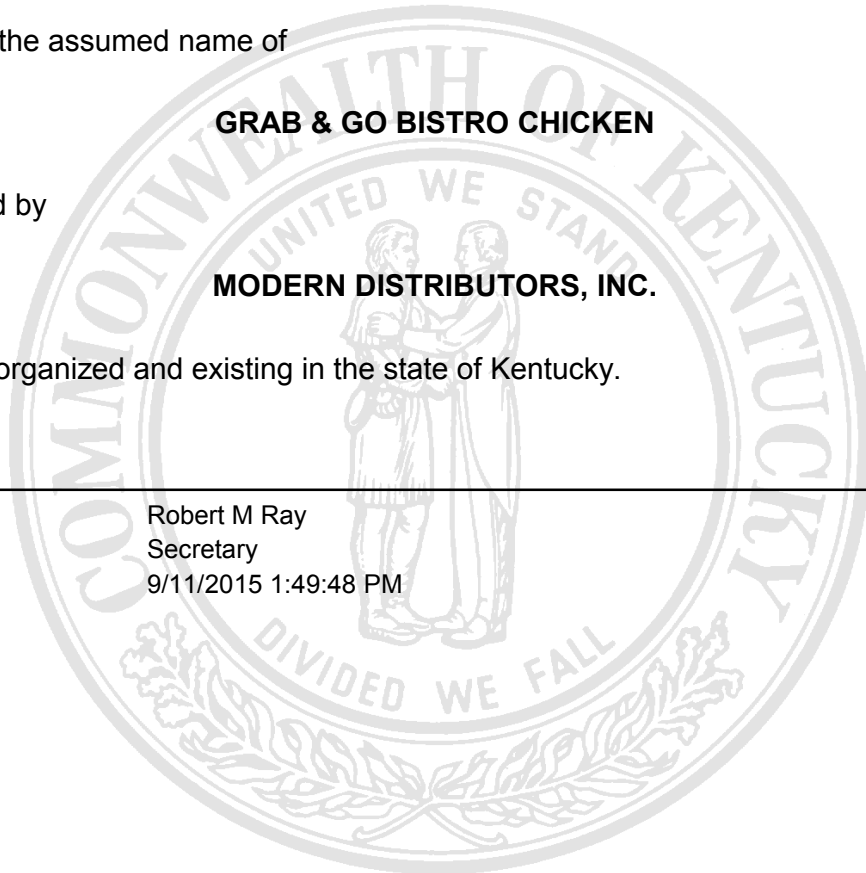 the assumed name of
GRAB & GO BISTRO CHICKEN
d by
MODERN DISTRIBUTORS, INC.
organized and existing in the state of Kentucky.
Robert M Ray
Secretary
9/11/2015 1:49:48 PM
COMMONWEALTH OF KENTUCKY
UNITED WE STAND
DIVIDED WE FALL